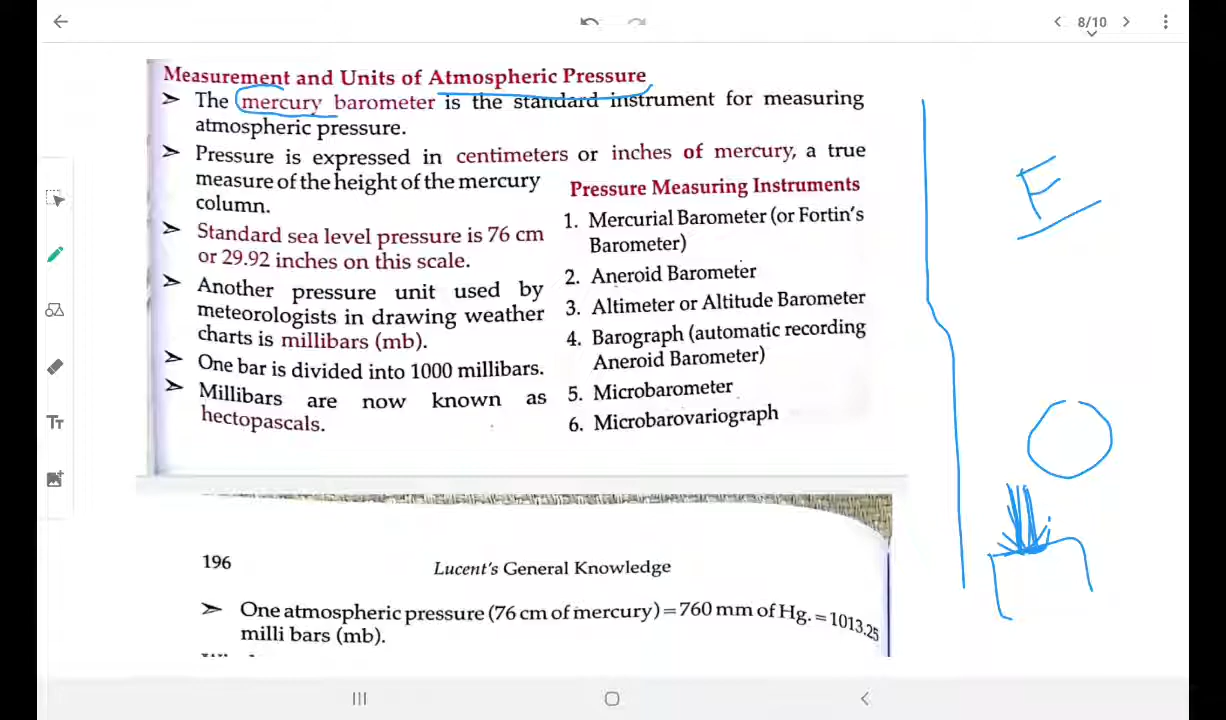 8/10
Measurement and Units of Atmospheric Pressure
➤ The mercury barometer is the standard instrument for measuring
atmospheric pressure.
➤ Pressure is expressed in centimeters or inches of mercury, a true
measure of the height of the mercury
column.
➤ Standard sea level pressure is 76 cm
or 29.92 inches on this scale.
➤ Another pressure unit used by
meteorologists in drawing weather
charts is millibars (mb).
➤ One bar is divided into 1000 millibars.
➤ Millibars are now known as
hectopascals.
Pressure Measuring Instruments
1. Mercurial Barometer (or Fortin's
Barometer)
2. Aneroid Barometer
3. Altimeter or Altitude Barometer
4. Barograph (automatic recording
Aneroid Barometer)
5. Microbarometer
6. Microbarovariograph
F
196
Lucent's General Knowledge
➤ One atmospheric pressure (76 cm of mercury) = 760 mm of Hg. = 1013.25
milli bars (mb).
Tт